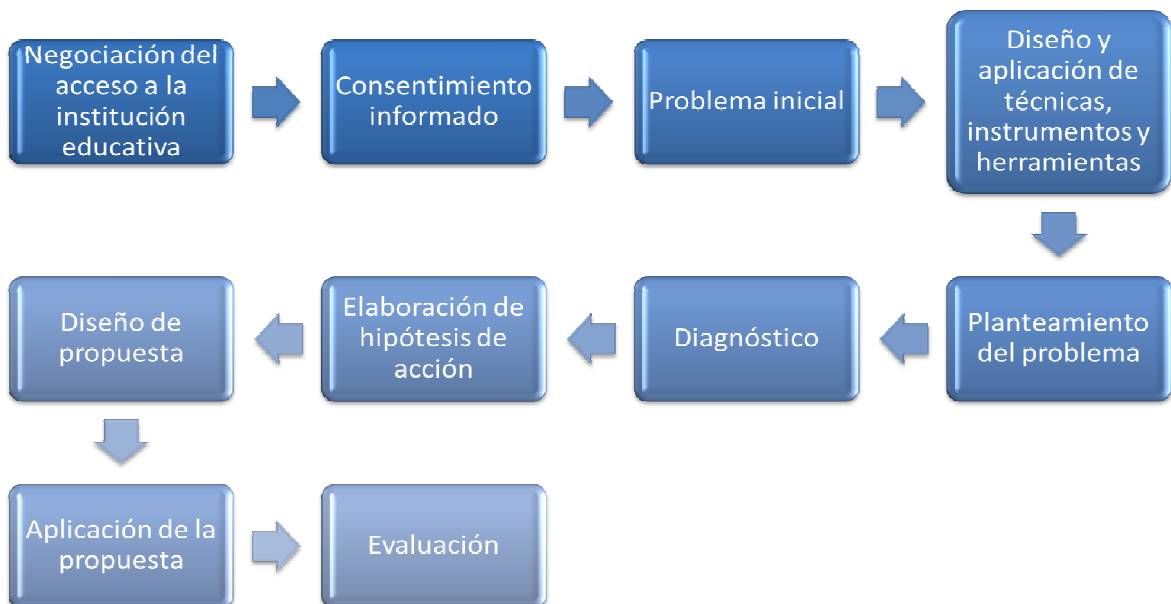 Negociación del
acceso a la
institución
educativa
Consentimiento
informado
Problema inicial
Diseño y
aplicación de
técnicas,
instrumentos y
herramientas
Planteamiento
del problema
Diagnóstico
Elaboración de
hipótesis de
acción
Diseño de
propuesta
Aplicación de la
propuesta
Evaluación